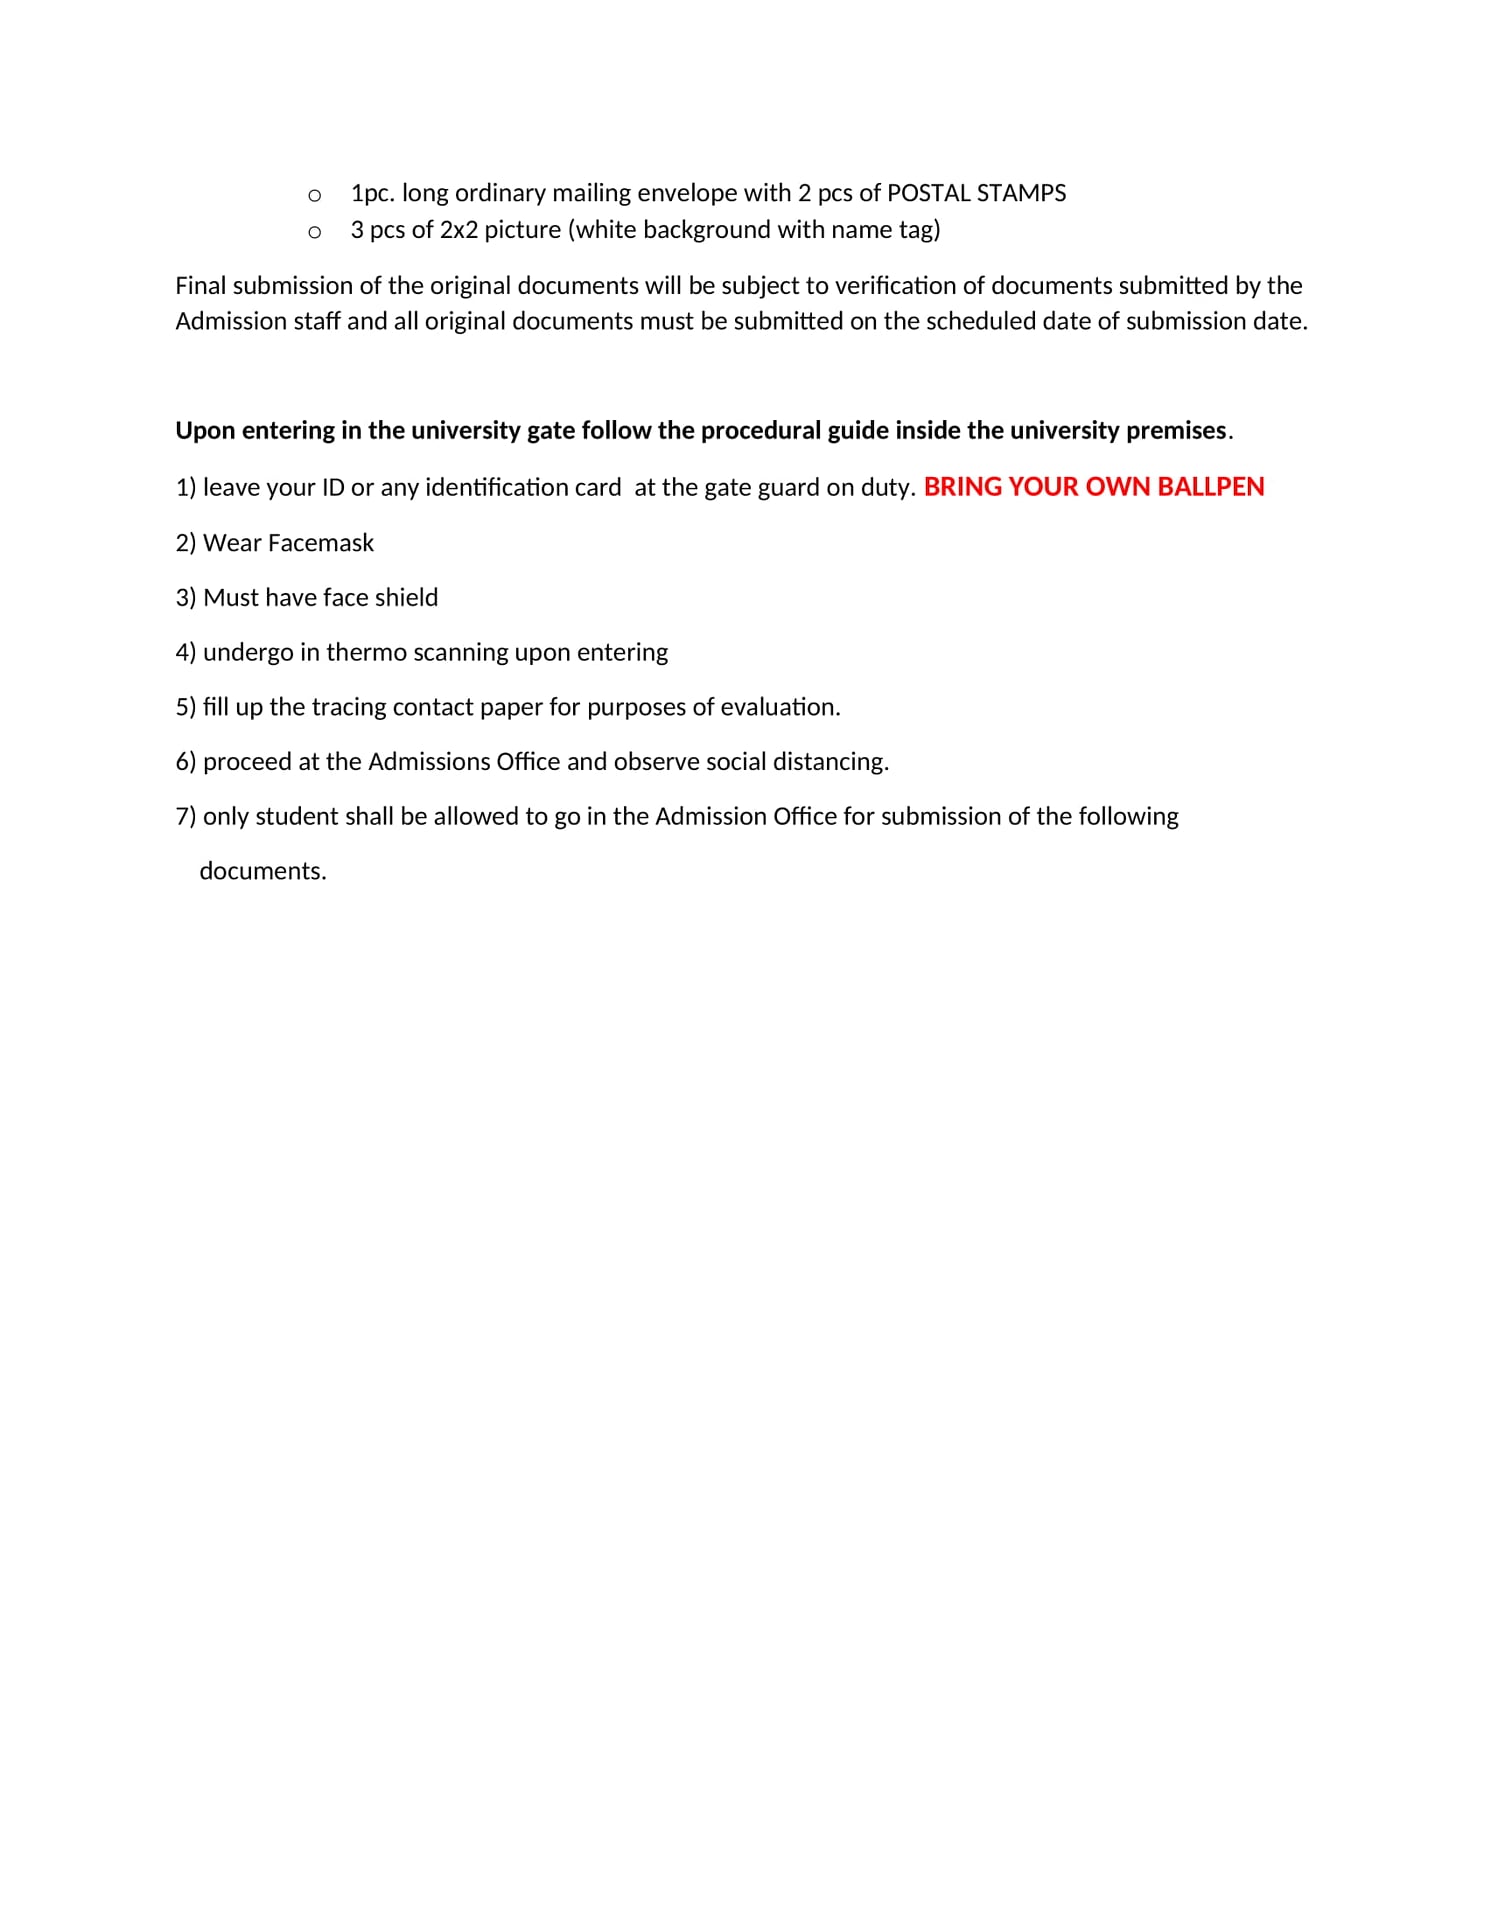 o 1pc. long ordinary mailing envelope with 2 pcs of POSTAL STAMPS
o 3 pcs of 2x2 picture (white background with name tag)
Final submission of the original documents will be subject to verification of documents submitted by the
Admission staff and all original documents must be submitted on the scheduled date of submission date.
Upon entering in the university gate follow the procedural guide inside the university premises.
1) leave your ID or any identification card  at the gate guard on duty. BRING YOUR OWN BALLPEN
2) Wear Facemask
3) Must have face shield
4) undergo in thermo scanning upon entering
5) fill up the tracing contact paper for purposes of evaluation.
6) proceed at the Admissions Office and observe social distancing.
7) only student shall be allowed to go in the Admission Office for submission of the following
documents.